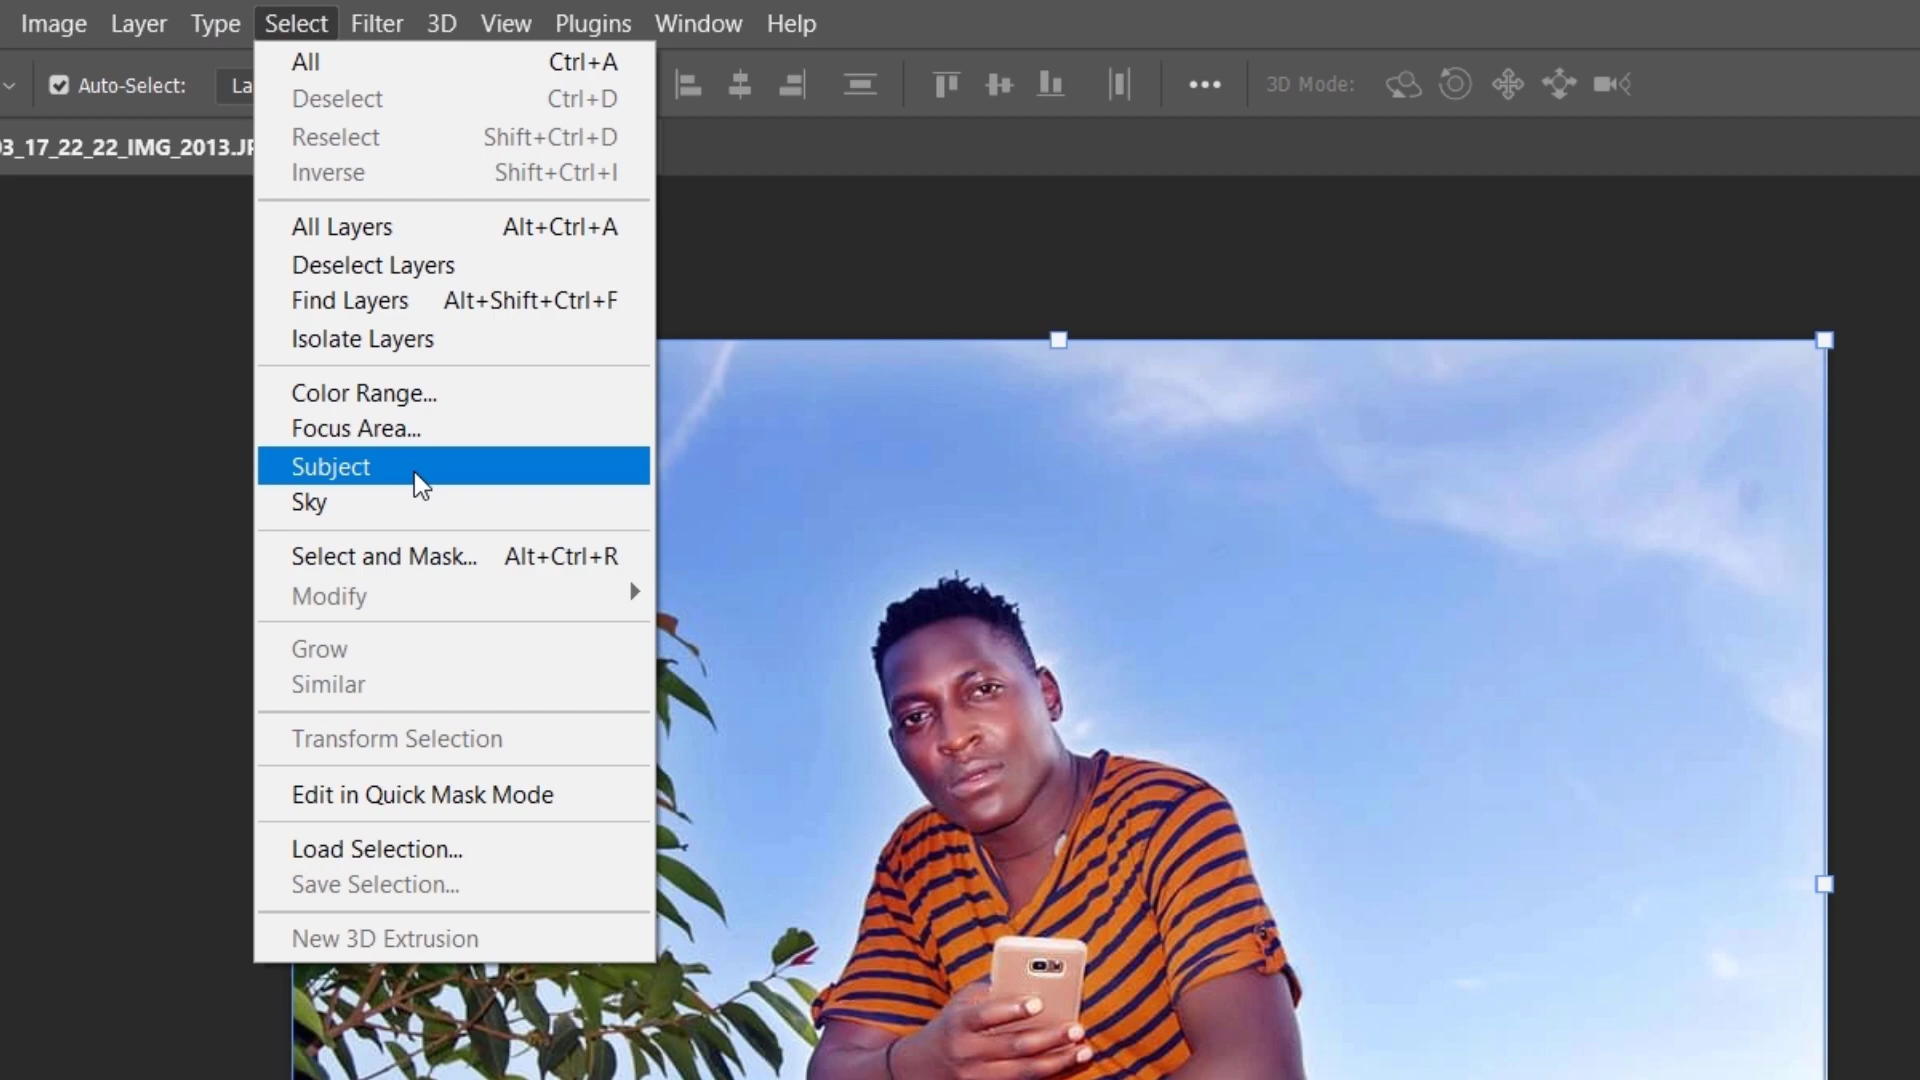 Image Layer Type Select Filter 3D View Plugins Window Help
Auto-Select: La
3D Mode:
03_17_22_22_IMG_2013.JP
All Ctrl+A
Deselect Ctrl+D
Reselect Shift+Ctrl+D
Inverse Shift+Ctrl+I
All Layers Alt+Ctrl+A
Deselect Layers
Find Layers Alt+Shift+Ctrl+F
Isolate Layers
Color Range...
Focus Area...
Subject
Sky
Select and Mask... Alt+Ctrl+R
Modify
Grow
Similar
Transform Selection
Edit in Quick Mask Mode
Load Selection...
Save Selection...
New 3D Extrusion